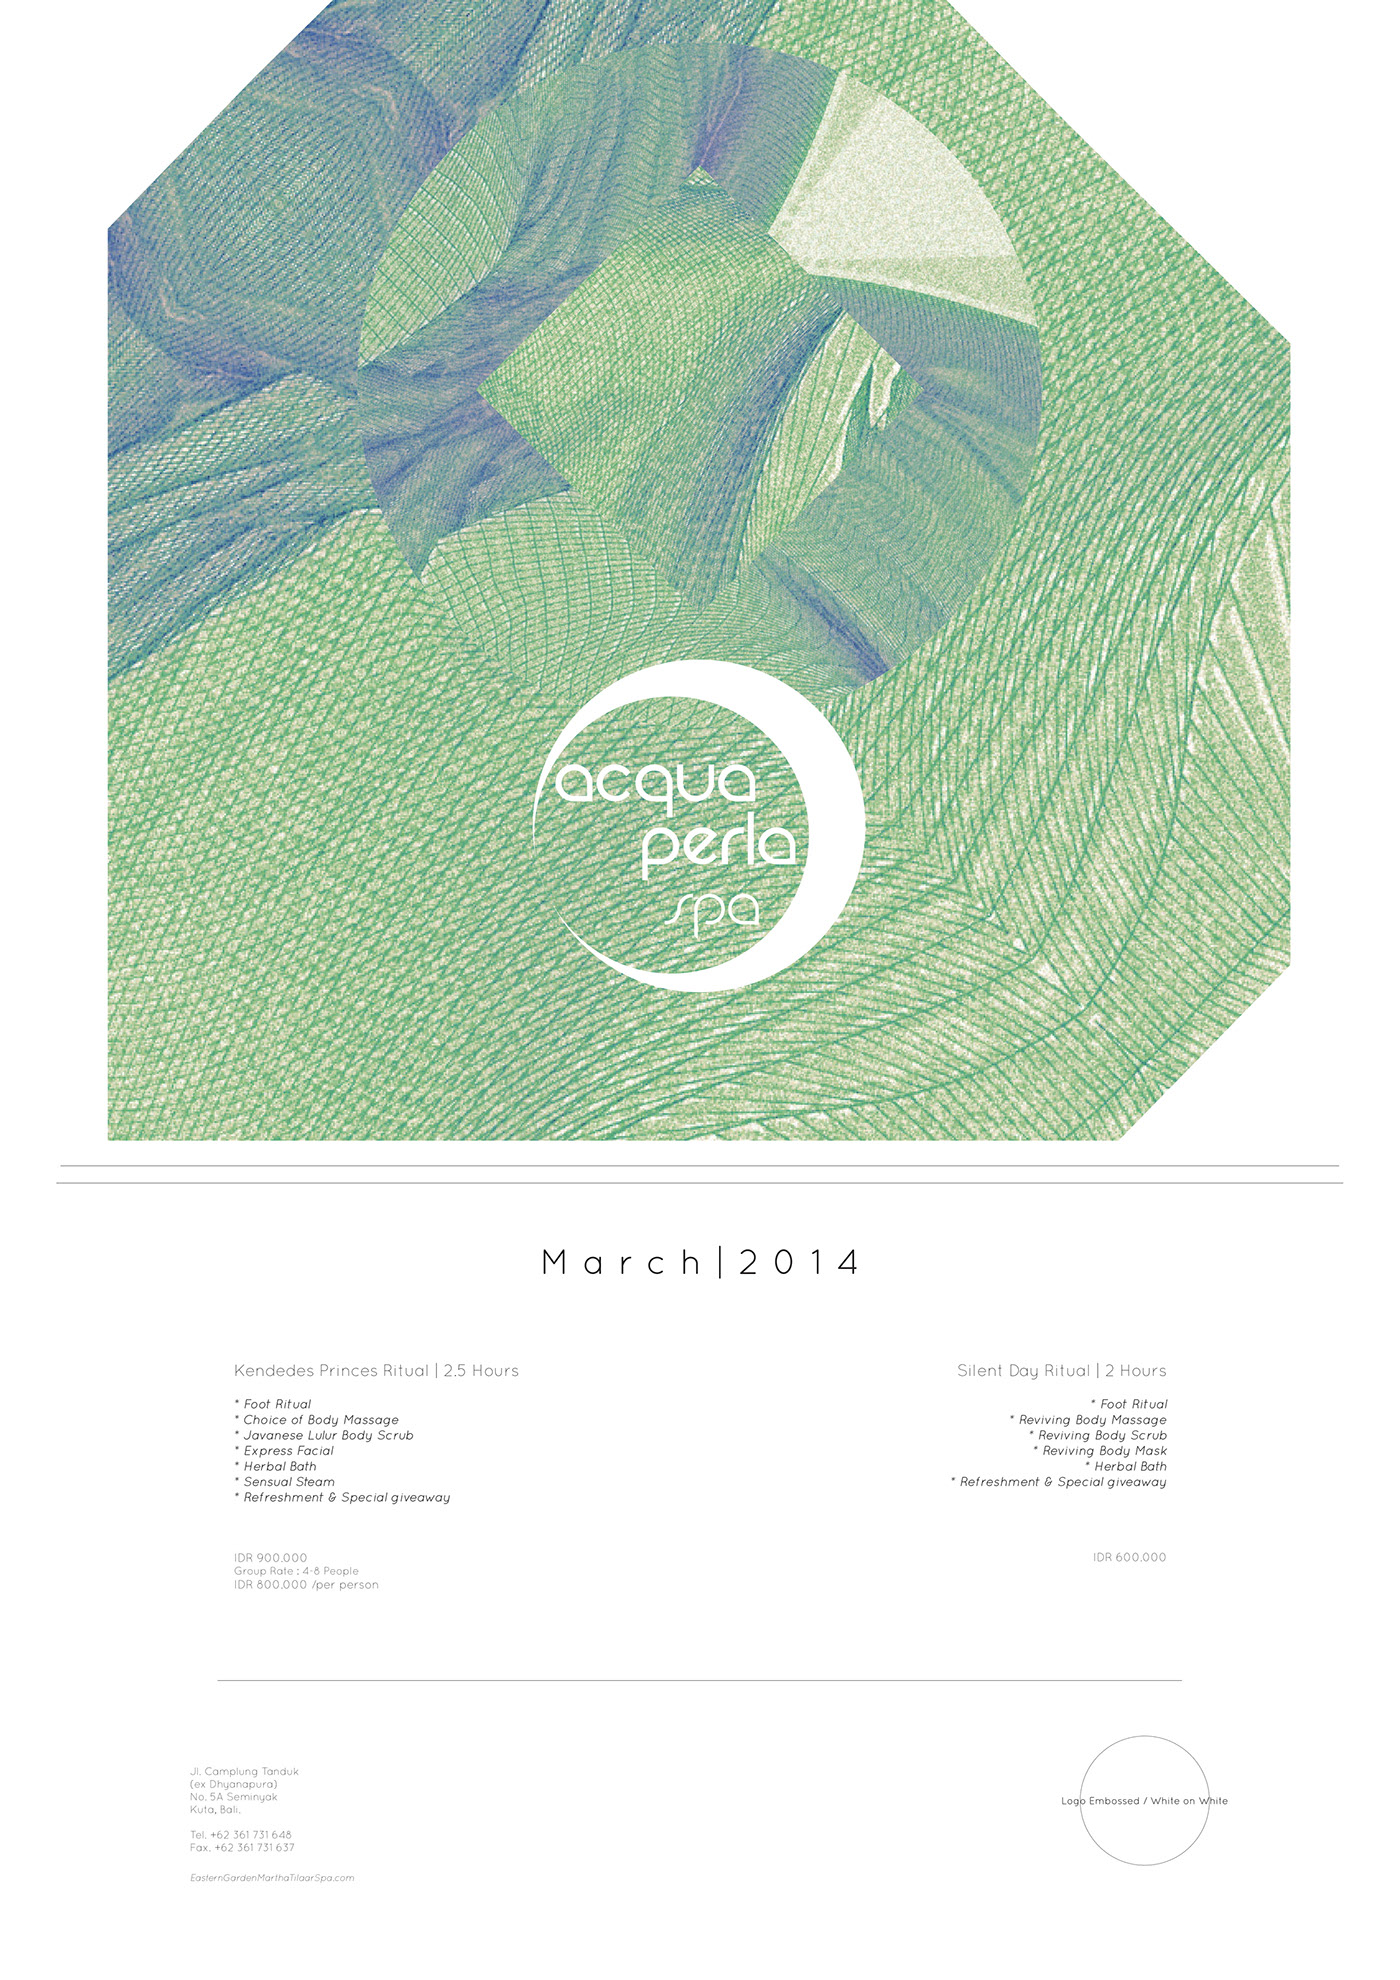 acqua
perla
spa
March|2014
Kendedes Princes Ritual | 2.5 Hours
* Foot Ritual
* Choice of Body Massage
* Javanese Lulur Body Scrub
* Express Facial
* Herbal Bath
* Sensual Steam
* Refreshment & Special giveaway
IDR 900.000
Group Rate : 4-8 People
IDR 800.000 /per person
Silent Day Ritual | 2 Hours
* Foot Ritual
* Reviving Body Massage
* Reviving Body Scrub
* Reviving Body Mask
* Herbal Bath
* Refreshment & Special giveaway
IDR 600.000
Jl. Camplung Tanduk
(ex Dhyanapura)
No. 5A Seminyak
Kuta, Bali.
Tel. +62 361 731 648
Fax. +62 361 731 637
EasternGardenMarthaTilaarSpa.com
Logo Embossed / White on White